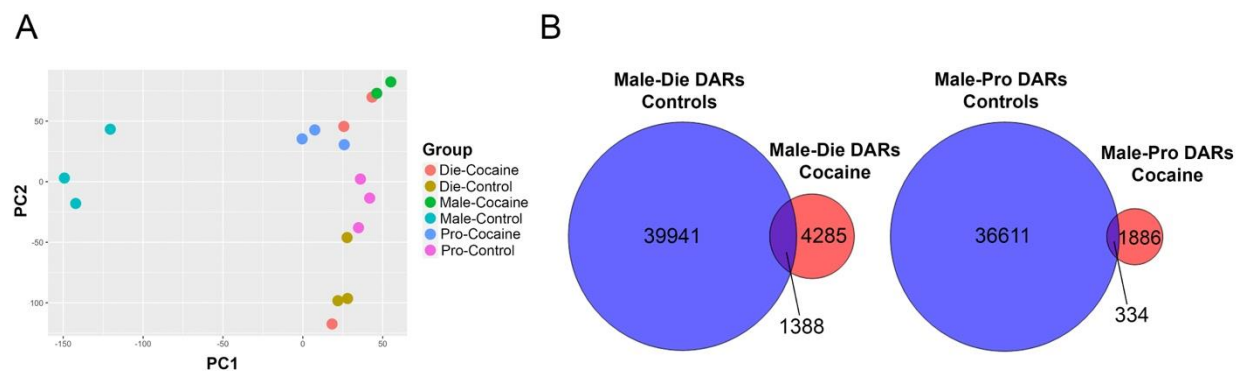 A
PC2
50
0
-50
100
-150
-100
-50
0
50
PC1
Group
Die-Cocaine
Die-Control
Male-Cocaine
Male-Control
Pro-Cocaine
Pro-Control
B
Male-Die DARs
Controls
Male-Die DARs
Cocaine
39941
4285
1388
Male-Pro DARs
Controls
Male-Pro DARs
Cocaine
36611
1886
334